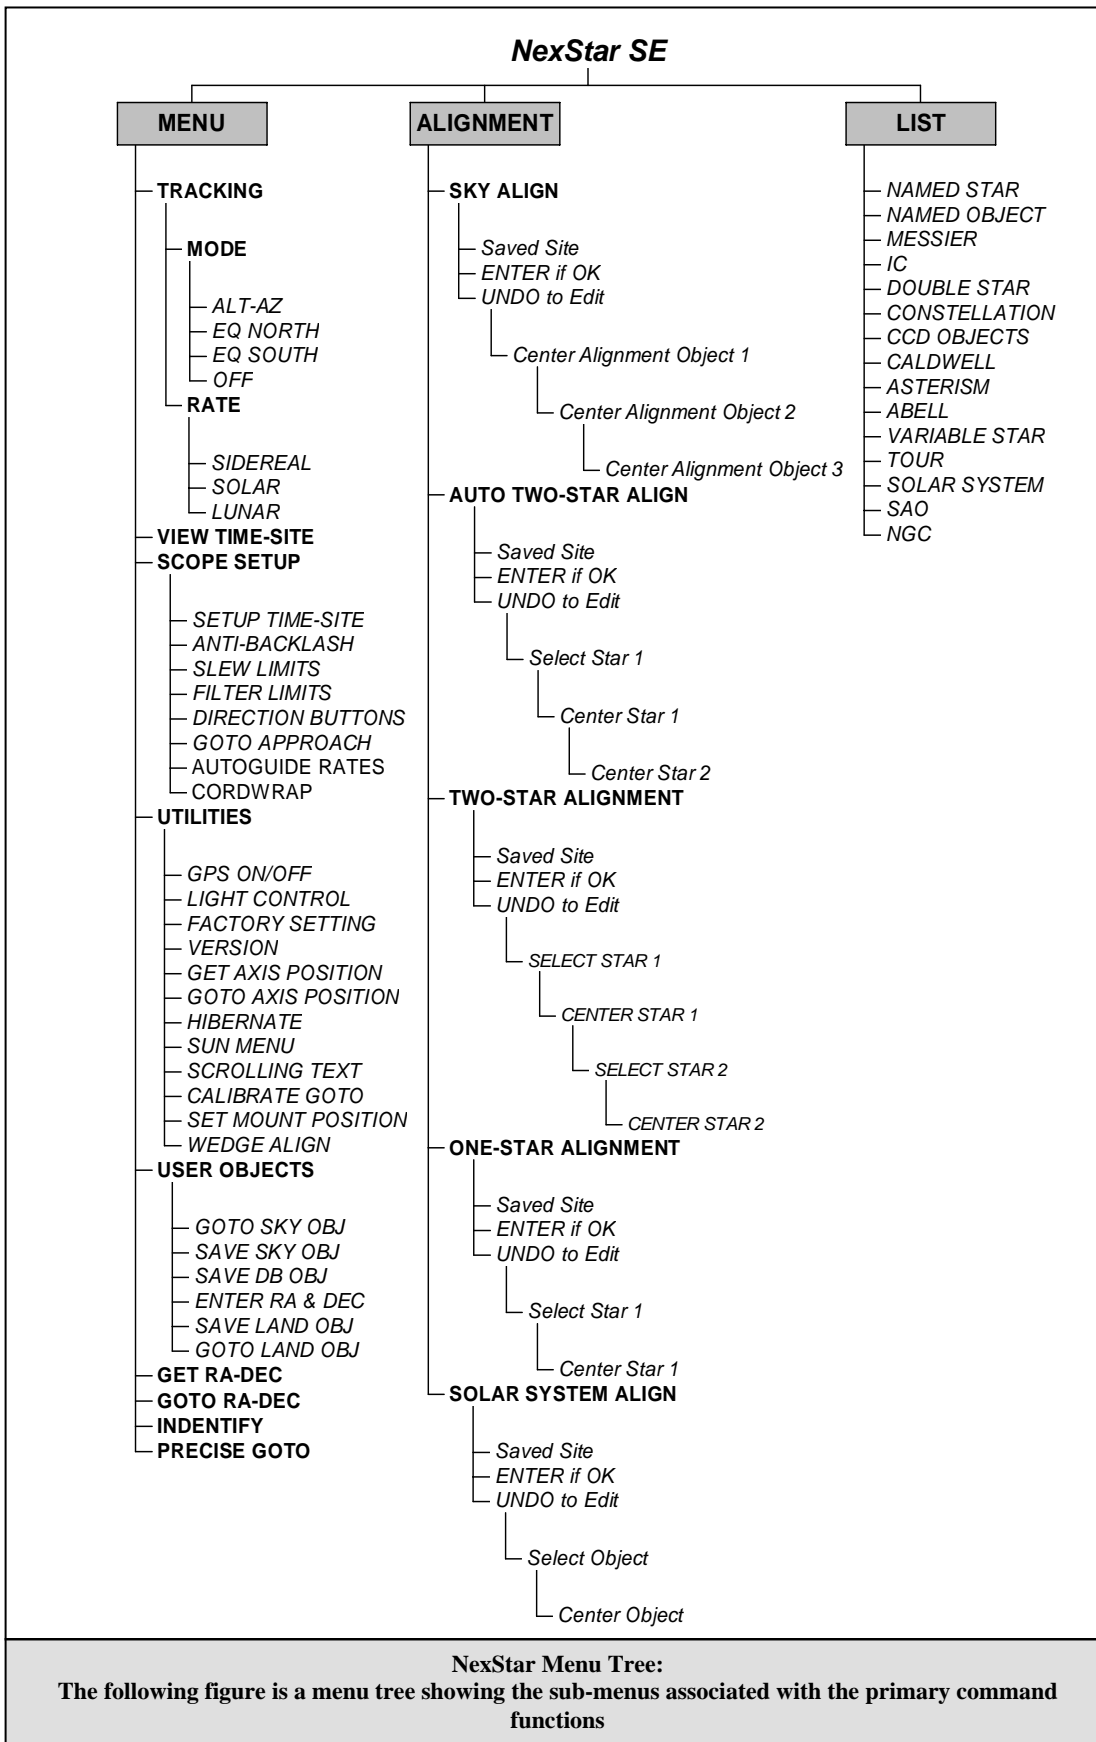 NexStar SE
MENU
TRACKING
MODE
ALT-AZ
EQ NORTH
EQ SOUTH
OFF
RATE
SIDEREAL
SOLAR
LUNAR
VIEW TIME-SITE
SCOPE SETUP
SETUP TIME-SITE
ANTI-BACKLASH
SLEW LIMITS
FILTER LIMITS
DIRECTION BUTTONS
GOTO APPROACH
AUTOGUIDE RATES
CORDWRAP
UTILITIES
GPS ON/OFF
LIGHT CONTROL
FACTORY SETTING
VERSION
GET AXIS POSITION
GOTO AXIS POSITION
HIBERNATE
SUN MENU
SCROLLING TEXT
CALIBRATE GOTO
SET MOUNT POSITION
WEDGE ALIGN
USER OBJECTS
GOTO SKY OBJ
SAVE SKY OBJ
SAVE DB OBJ
ENTER RA & DEC
SAVE LAND OBJ
GOTO LAND OBJ
GET RA-DEC
GOTO RA-DEC
INDENTIFY
PRECISE GOTO
ALIGNMENT
SKY ALIGN
Saved Site
ENTER if OK
UNDO to Edit
Center Alignment Object 1
Center Alignment Object 2
Center Alignment Object 3
AUTO TWO-STAR ALIGN
Saved Site
ENTER if OK
UNDO to Edit
Select Star 1
Center Star 1
Center Star 2
TWO-STAR ALIGNMENT
Saved Site
ENTER if OK
UNDO to Edit
SELECT STAR 1
CENTER STAR 1
SELECT STAR 2
CENTER STAR 2
ONE-STAR ALIGNMENT
Saved Site
ENTER if OK
UNDO to Edit
Select Star 1
Center Star 1
SOLAR SYSTEM ALIGN
Saved Site
ENTER if OK
UNDO to Edit
Select Object
Center Object
LIST
NAMED STAR
NAMED OBJECT
MESSIER
IC
DOUBLE STAR
CONSTELLATION
CCD OBJECTS
CALDWELL
ASTERISM
ABELL
VARIABLE STAR
TOUR
SOLAR SYSTEM
SAO
NGC
NexStar Menu Tree:
The following figure is a menu tree showing the sub-menus associated with the primary command
functions